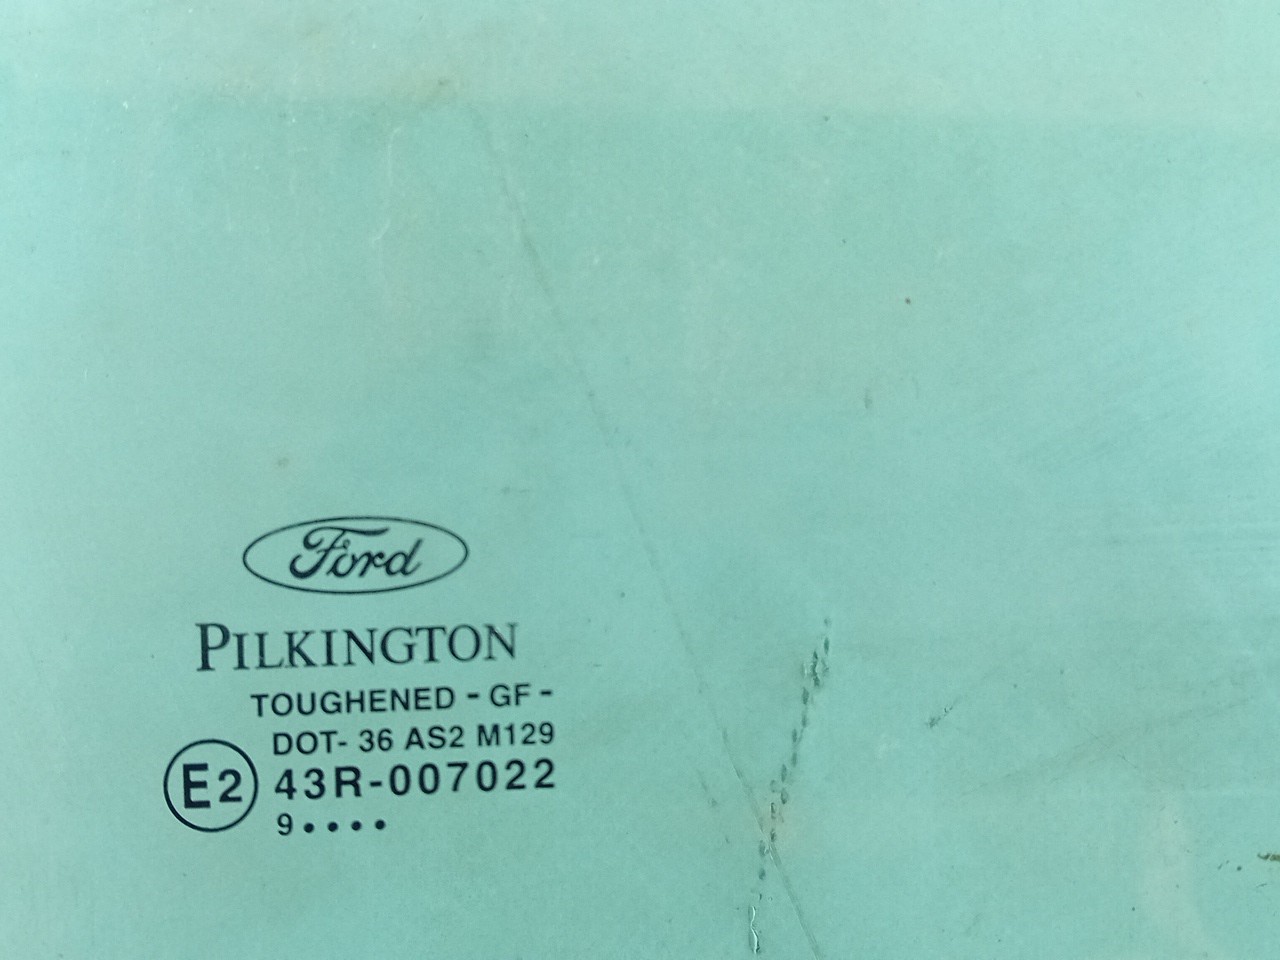 Ford
PILKINGTON
TOUGHENED - GF -
DOT- 36 AS2 M129
E2 43R-007022
9••••